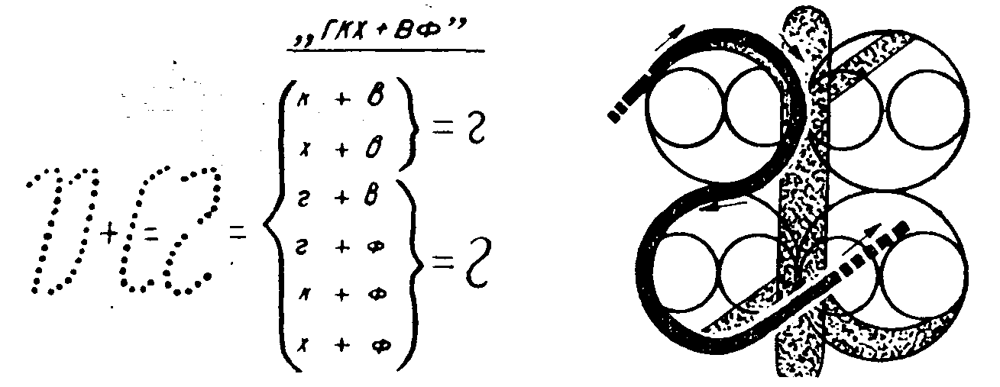 „ГКХ + ВФ”
к + в
х + в
= г
г + в
г + ф
= г
к + ф
х + ф
+ = =